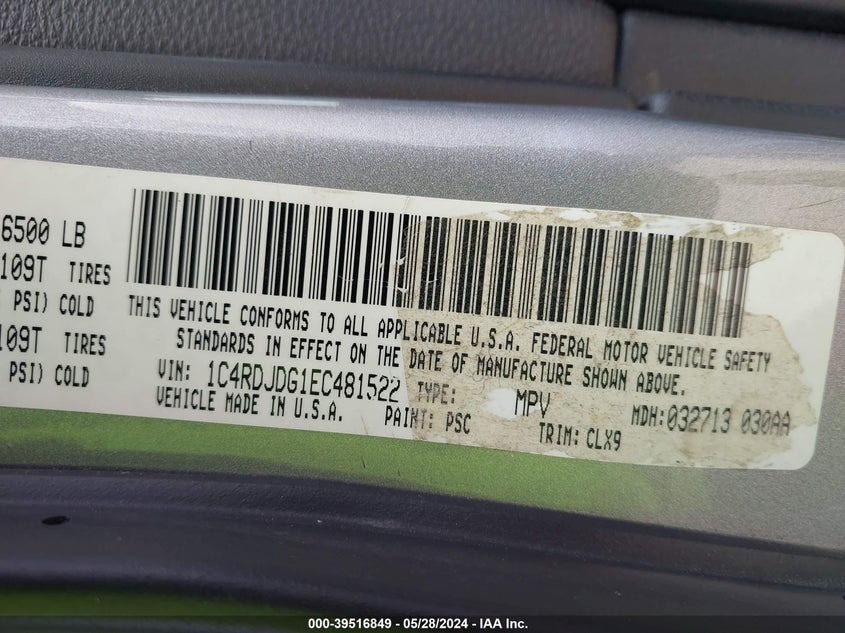 6500 LB
109T TIRES
PSI) COLD
109T TIRES
PSI) COLD
THIS VEHICLE CONFORMS TO ALL APPLICABLE U.S.A. FEDERAL MOTOR VEHICLE SAFETY
STANDARDS IN EFFECT ON THE DATE OF MANUFACTURE SHOWN ABOVE.
VIN: 1C4RDJDG1EC481522 TYPE: MPV MDH:032713 030AA
VEHICLE MADE IN U.S.A. PAINT: PSC TRIM: CLX9
000-39516849 - 05/28/2024 - IAA Inc.